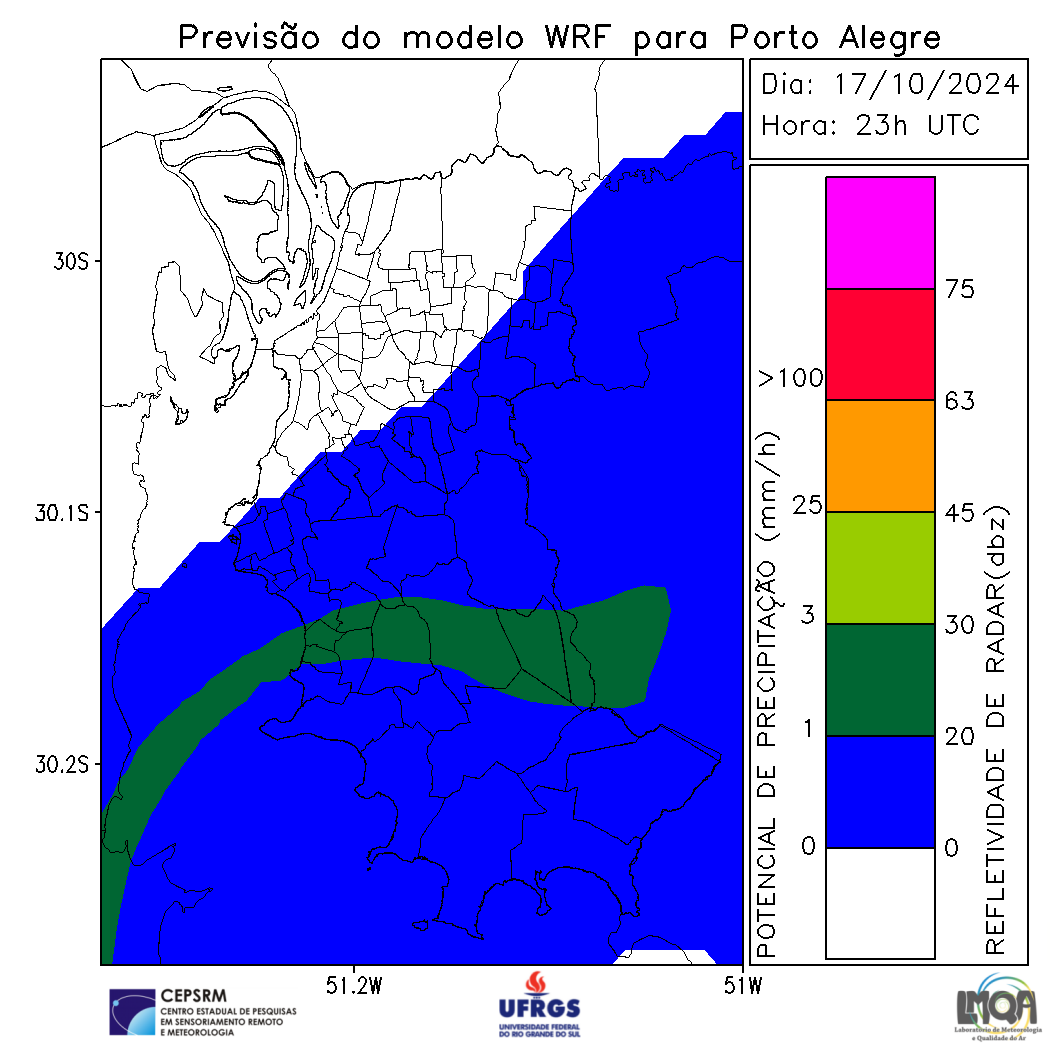 Previsão do modelo WRF para Porto Alegre
Dia: 17/10/2024
Hora: 23h UTC
30S
30.1S
30.2S
51.2W
51W
POTENCIAL DE PRECIPITAÇÃO (mm/h)
>100
25
3
1
0
75
63
45
30
20
0
REFLETIVIDADE DE RADAR(dbz)
CEPSRM
CENTRO ESTADUAL DE PESQUISAS
EM SENSORIAMENTO REMOTO
E METEOROLOGIA
UFRGS
UNIVERSIDADE FEDERAL
DO RIO GRANDE DO SUL
LMQA
Laboratório de Meteorologia
e Qualidade do Ar